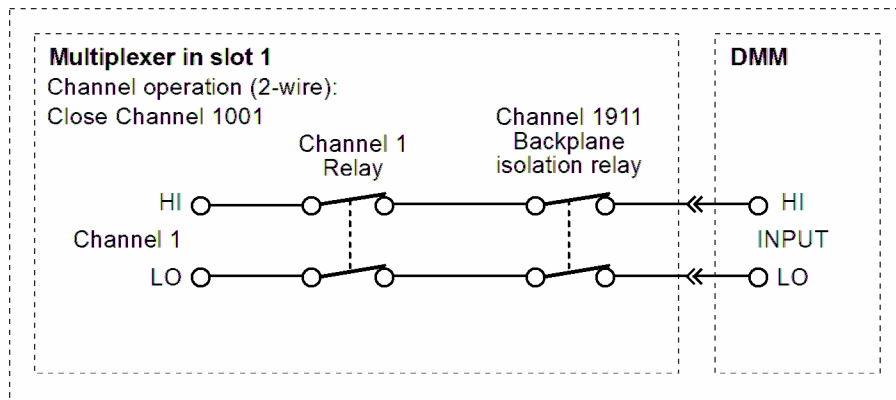 Multiplexer in slot 1
Channel operation (2-wire):
Close Channel 1001
Channel 1
Relay
Channel 1911
Backplane
isolation relay
HI
Channel 1
LO
DMM
HI
INPUT
LO